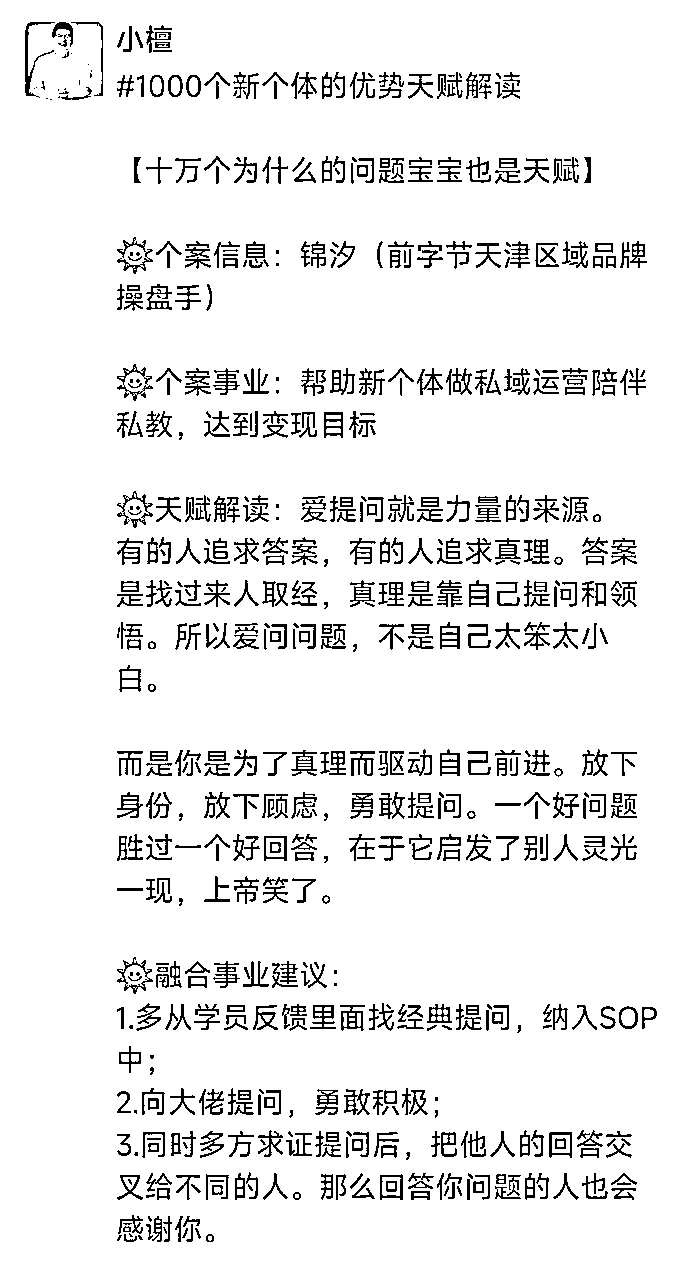 小檀
#1000个新个体的优势天赋解读
【十万个为什么的问题宝宝也是天赋】
🌞个案信息：锦汐（前字节天津区域品牌
操盘手）
🌞个案事业：帮助新个体做私域运营陪伴
私教，达到变现目标
🌞天赋解读：爱提问就是力量的来源。
有的人追求答案，有的人追求真理。答案
是找过来人取经，真理是靠自己提问和领
悟。所以爱问问题，不是自己太笨太小
白。
而是你是为了真理而驱动自己前进。放下
身份，放下顾虑，勇敢提问。一个好问题
胜过一个好回答，在于它启发了别人灵光
一现，上帝笑了。
🌞融合事业建议：
1.多从学员反馈里面找经典提问，纳入SOP
中；
2.向大佬提问，勇敢积极；
3.同时多方求证提问后，把他人的回答交
叉给不同的人。那么回答你问题的人也会
感谢你。